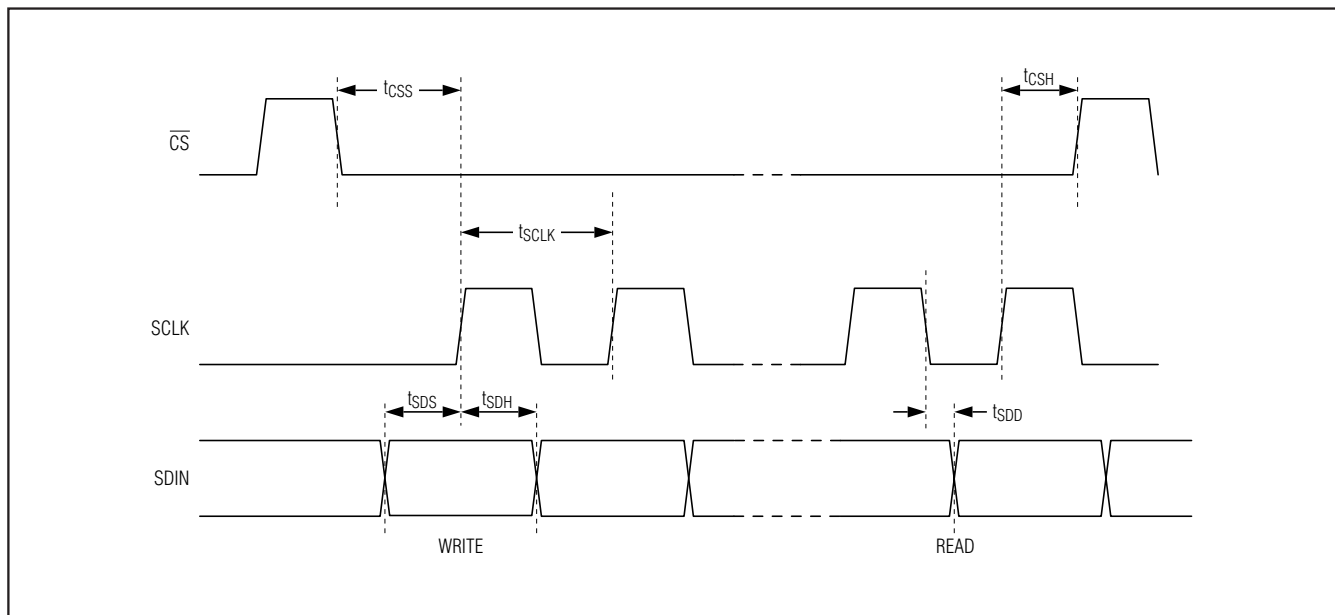 tCSS
tCSH
CS
tSCLK
SCLK
tSDS
tSDH
tSDD
SDIN
WRITE
READ